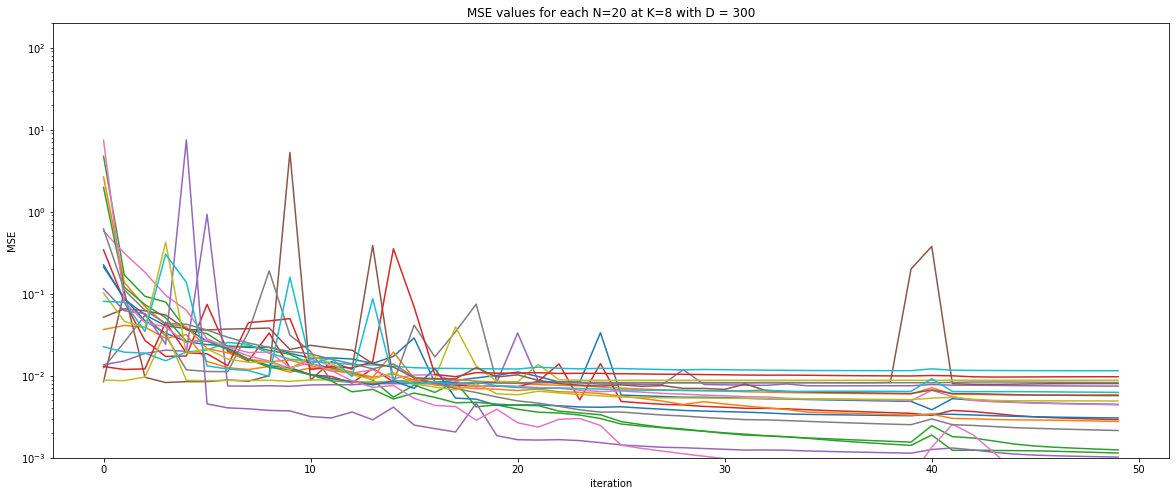 MSE values for each N=20 at K=8 with D = 300
10²
10¹
10⁰
10⁻¹
10⁻²
10⁻³
MSE
0 10 20 30 40 50
iteration